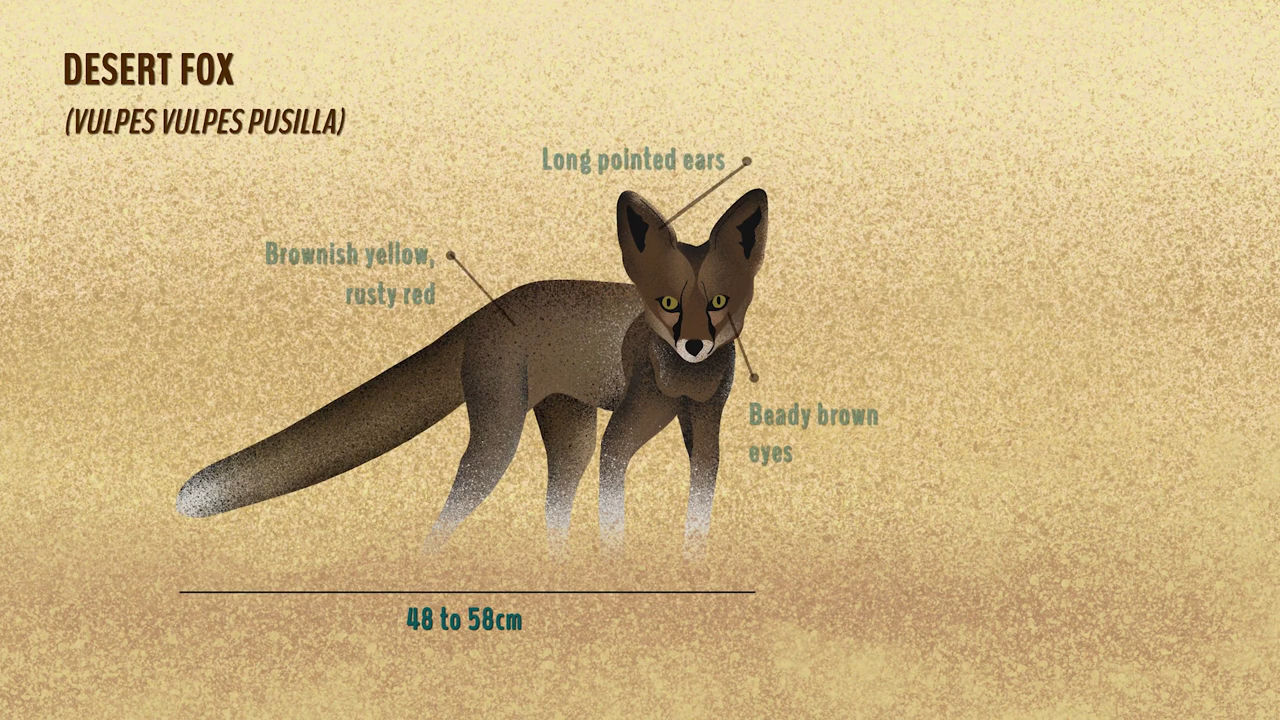 DESERT FOX
(VULPES VULPES PUSILLA)
Long pointed ears
Brownish yellow,
rusty red
Beady brown
eyes
48 to 58cm